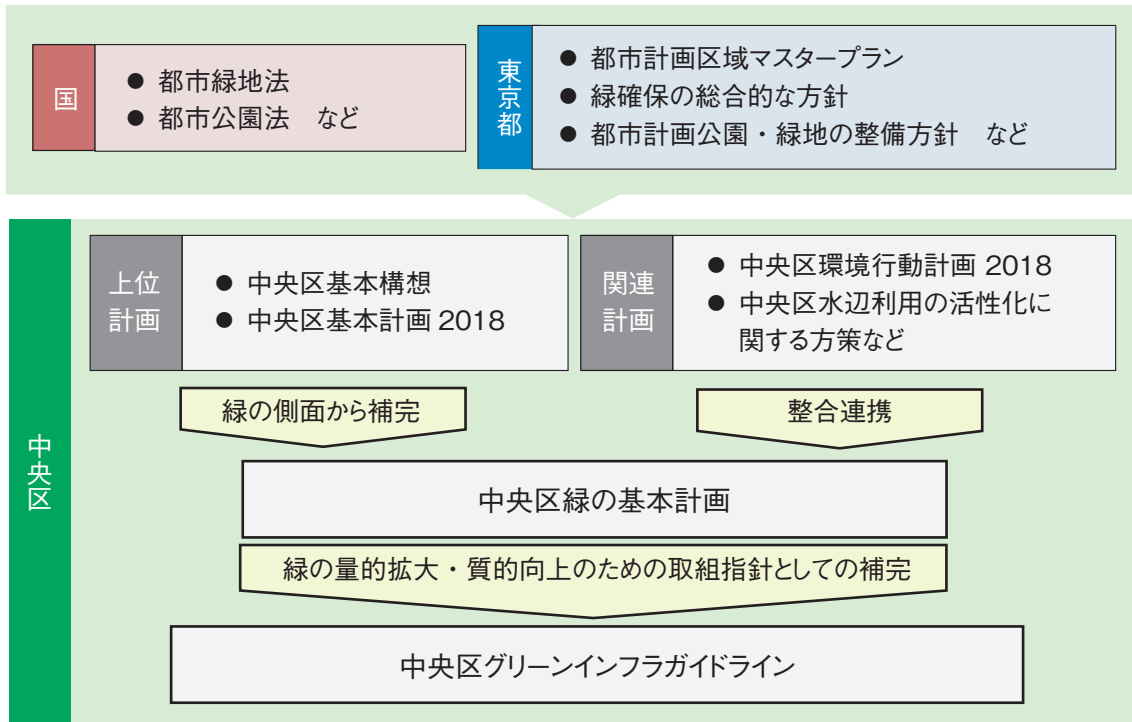 国
● 都市緑地法
● 都市公園法　など
東京都
● 都市計画区域マスタープラン
● 緑確保の総合的な方針
● 都市計画公園・緑地の整備方針　など
中央区
上位
計画
● 中央区基本構想
● 中央区基本計画 2018
関連
計画
● 中央区環境行動計画 2018
● 中央区水辺利用の活性化に
関する方策など
緑の側面から補完
整合連携
中央区緑の基本計画
緑の量的拡大・質的向上のための取組指針としての補完
中央区グリーンインフラガイドライン